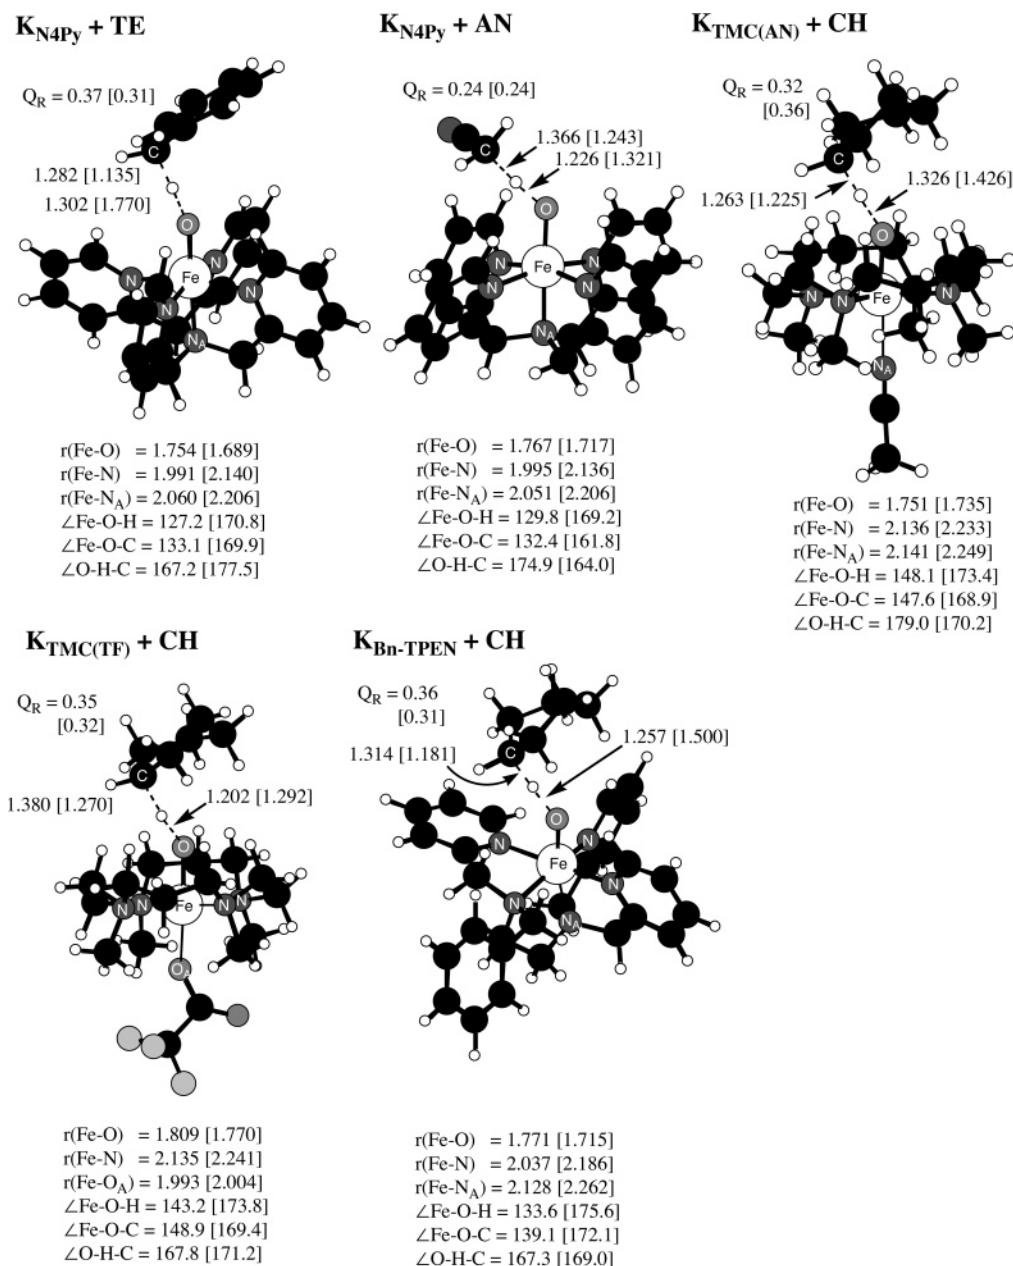 K_N4Py + TE
Q_R = 0.37 [0.31]
C
1.282 [1.135]
1.302 [1.770]
O
N
N
Fe
N
N
N_A
r(Fe-O) = 1.754 [1.689]
r(Fe-N) = 1.991 [2.140]
r(Fe-N_A) = 2.060 [2.206]
∠Fe-O-H = 127.2 [170.8]
∠Fe-O-C = 133.1 [169.9]
∠O-H-C = 167.2 [177.5]
K_N4Py + AN
Q_R = 0.24 [0.24]
1.366 [1.243]
C
1.226 [1.321]
O
N
Fe
N
N
N
N_A
r(Fe-O) = 1.767 [1.717]
r(Fe-N) = 1.995 [2.136]
r(Fe-N_A) = 2.051 [2.206]
∠Fe-O-H = 129.8 [169.2]
∠Fe-O-C = 132.4 [161.8]
∠O-H-C = 174.9 [164.0]
K_TMC(AN) + CH
Q_R = 0.32
[0.36]
C
1.326 [1.426]
1.263 [1.225]
O
N
N
Fe
N
N_A
r(Fe-O) = 1.751 [1.735]
r(Fe-N) = 2.136 [2.233]
r(Fe-N_A) = 2.141 [2.249]
∠Fe-O-H = 148.1 [173.4]
∠Fe-O-C = 147.6 [168.9]
∠O-H-C = 179.0 [170.2]
K_TMC(TF) + CH
Q_R = 0.35
[0.32]
C
1.380 [1.270]
1.202 [1.292]
O
N
N
Fe
N
N
O_A
r(Fe-O) = 1.809 [1.770]
r(Fe-N) = 2.135 [2.241]
r(Fe-O_A) = 1.993 [2.004]
∠Fe-O-H = 143.2 [173.8]
∠Fe-O-C = 148.9 [169.4]
∠O-H-C = 167.8 [171.2]
K_Bn-TPEN + CH
Q_R = 0.36
[0.31]
1.257 [1.500]
1.314 [1.181]
C
O
N
N
Fe
N
N
N_A
r(Fe-O) = 1.771 [1.715]
r(Fe-N) = 2.037 [2.186]
r(Fe-N_A) = 2.128 [2.262]
∠Fe-O-H = 133.6 [175.6]
∠Fe-O-C = 139.1 [172.1]
∠O-H-C = 167.3 [169.0]